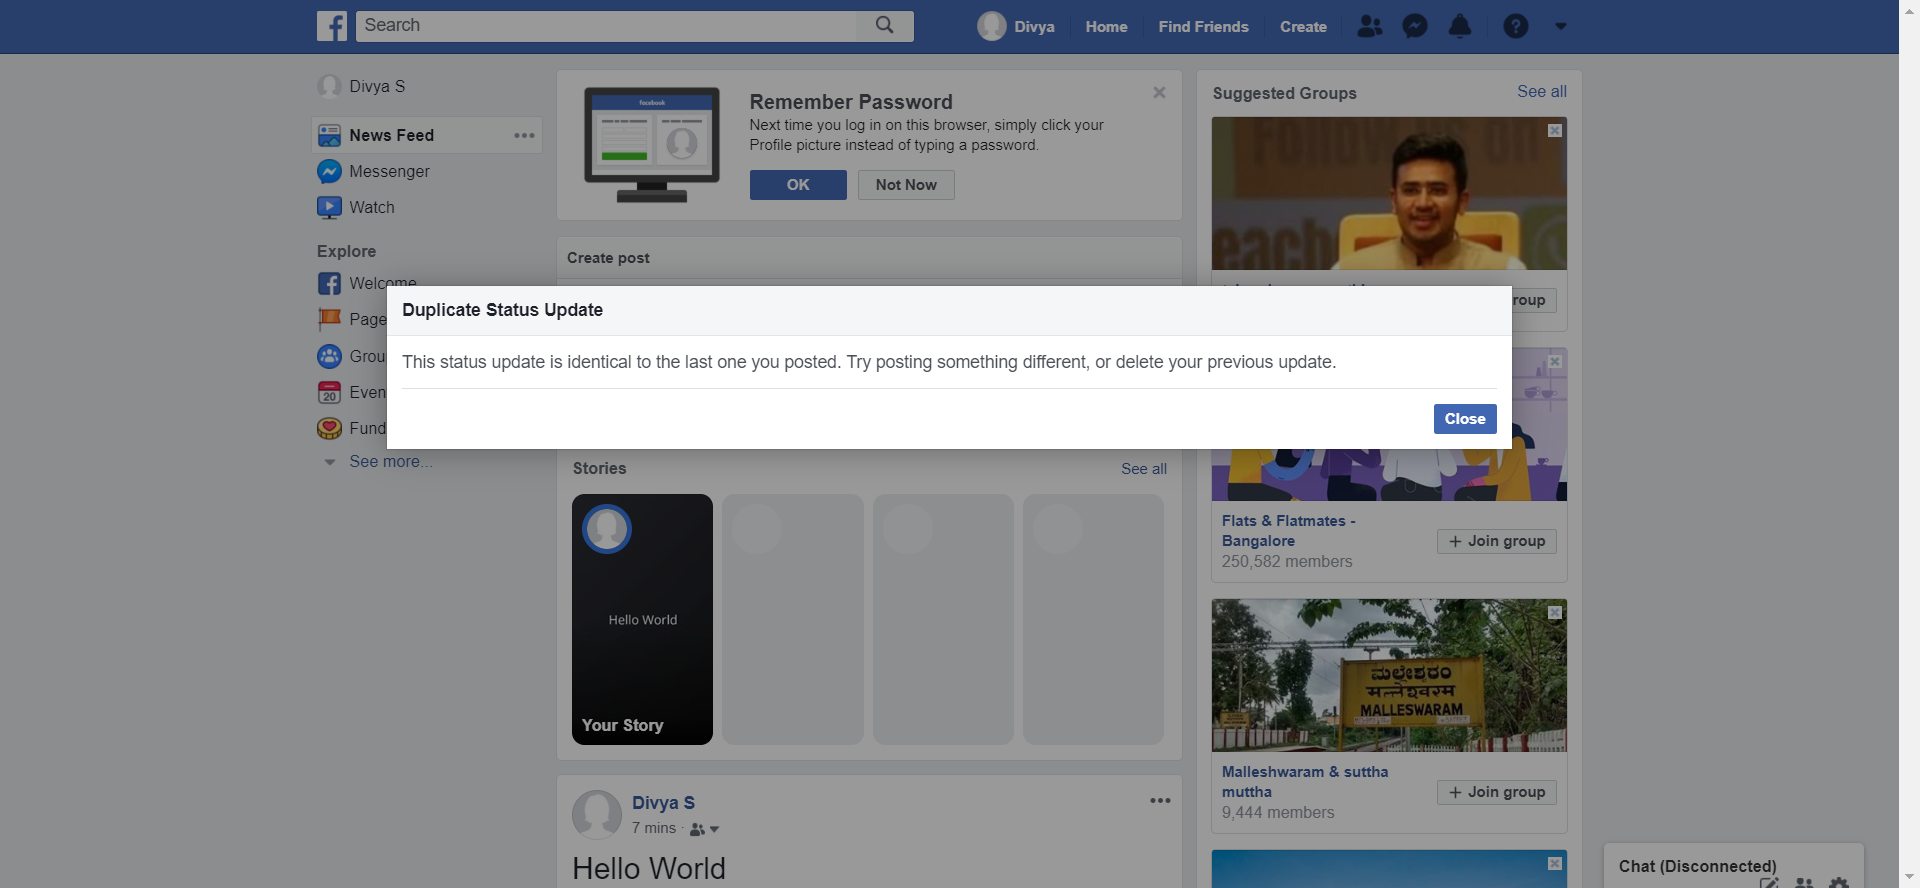 Search
Divya
Home
Find Friends
Create
Divya S
News Feed
Messenger
Watch
Explore
Welcome
Page
Grou
Even
20
Fund
See more...
facebook
Remember Password
Next time you log in on this browser, simply click your
Profile picture instead of typing a password.
OK
Not Now
Create post
Duplicate Status Update
This status update is identical to the last one you posted. Try posting something different, or delete your previous update.
Close
Stories
See all
Hello World
Your Story
Divya S
7 mins ·
Hello World
Suggested Groups
See all
each
roup
Flats & Flatmates -
Bangalore
250,582 members
+ Join group
ಮಲ್ಲೇಶ್ವರಂ
मल्लेश्वरम
MALLESWARAM
Malleshwaram & suttha
muttha
9,444 members
+ Join group
Chat (Disconnected)